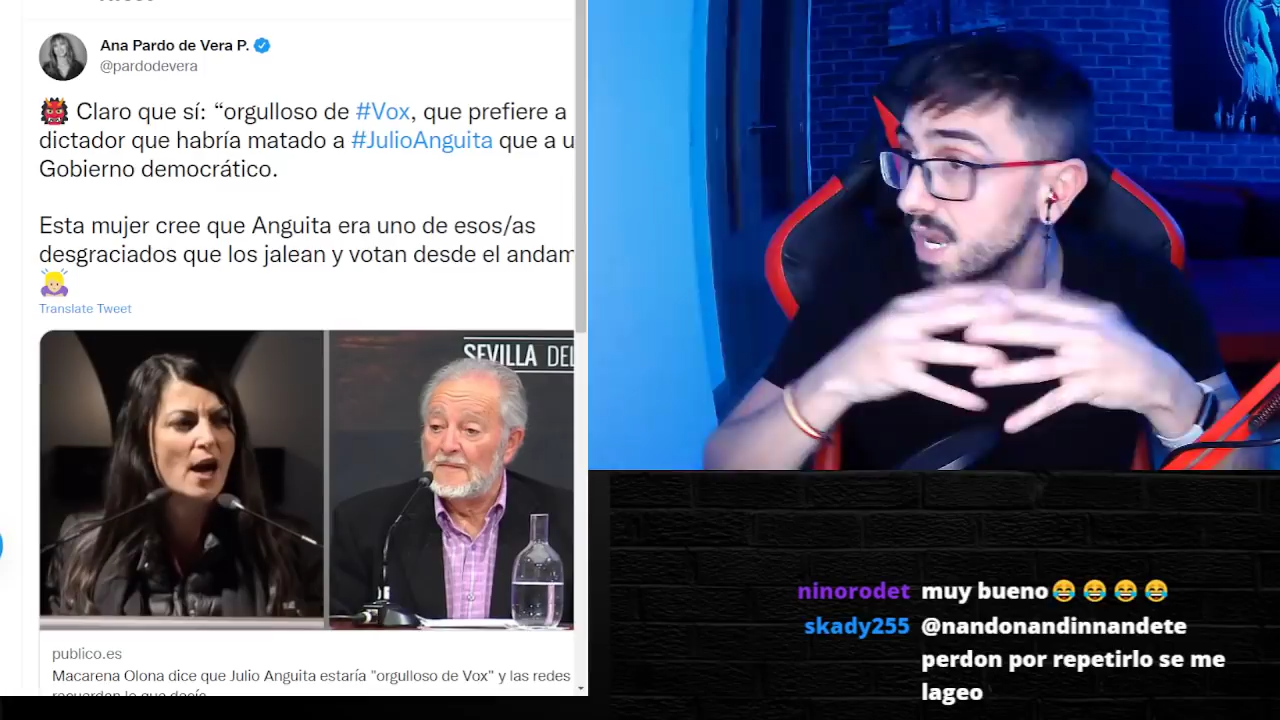 Ana Pardo de Vera P.
@pardodevera
Claro que sí: “orgulloso de #Vox, que prefiere a
dictador que habría matado a #JulioAnguita que a u
Gobierno democrático.
Esta mujer cree que Anguita era uno de esos/as
desgraciados que los jalean y votan desde el andam
Translate Tweet
SEVILLA DEL
publico.es
Macarena Olona dice que Julio Anguita estaría "orgulloso de Vox" y las redes
ninorodet muy bueno😂😂😂😂
skady255 @nandonandinnandete
perdon por repetirlo se me
lageo